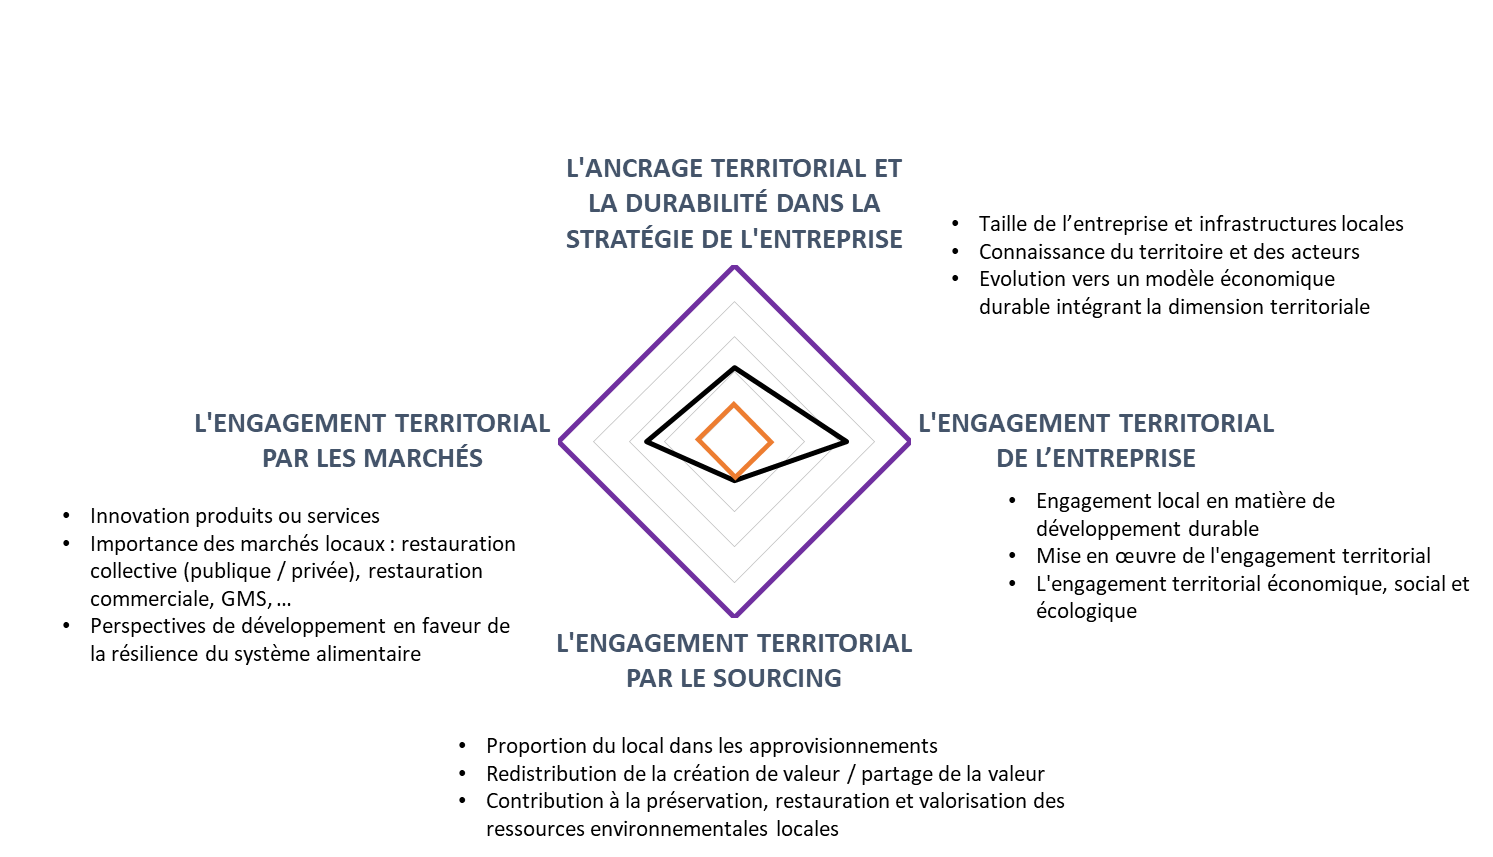 L'ANCRAGE TERRITORIAL ET
LA DURABILITÉ DANS LA
STRATÉGIE DE L'ENTREPRISE
• Taille de l’entreprise et infrastructures locales
• Connaissance du territoire et des acteurs
• Evolution vers un modèle économique
durable intégrant la dimension territoriale
L'ENGAGEMENT TERRITORIAL
PAR LES MARCHÉS
• Innovation produits ou services
• Importance des marchés locaux : restauration
collective (publique / privée), restauration
commerciale, GMS, …
• Perspectives de développement en faveur de
la résilience du système alimentaire
L'ENGAGEMENT TERRITORIAL
DE L’ENTREPRISE
• Engagement local en matière de
développement durable
• Mise en œuvre de l'engagement territorial
• L'engagement territorial économique, social et
écologique
L'ENGAGEMENT TERRITORIAL
PAR LE SOURCING
• Proportion du local dans les approvisionnements
• Redistribution de la création de valeur / partage de la valeur
• Contribution à la préservation, restauration et valorisation des
ressources environnementales locales